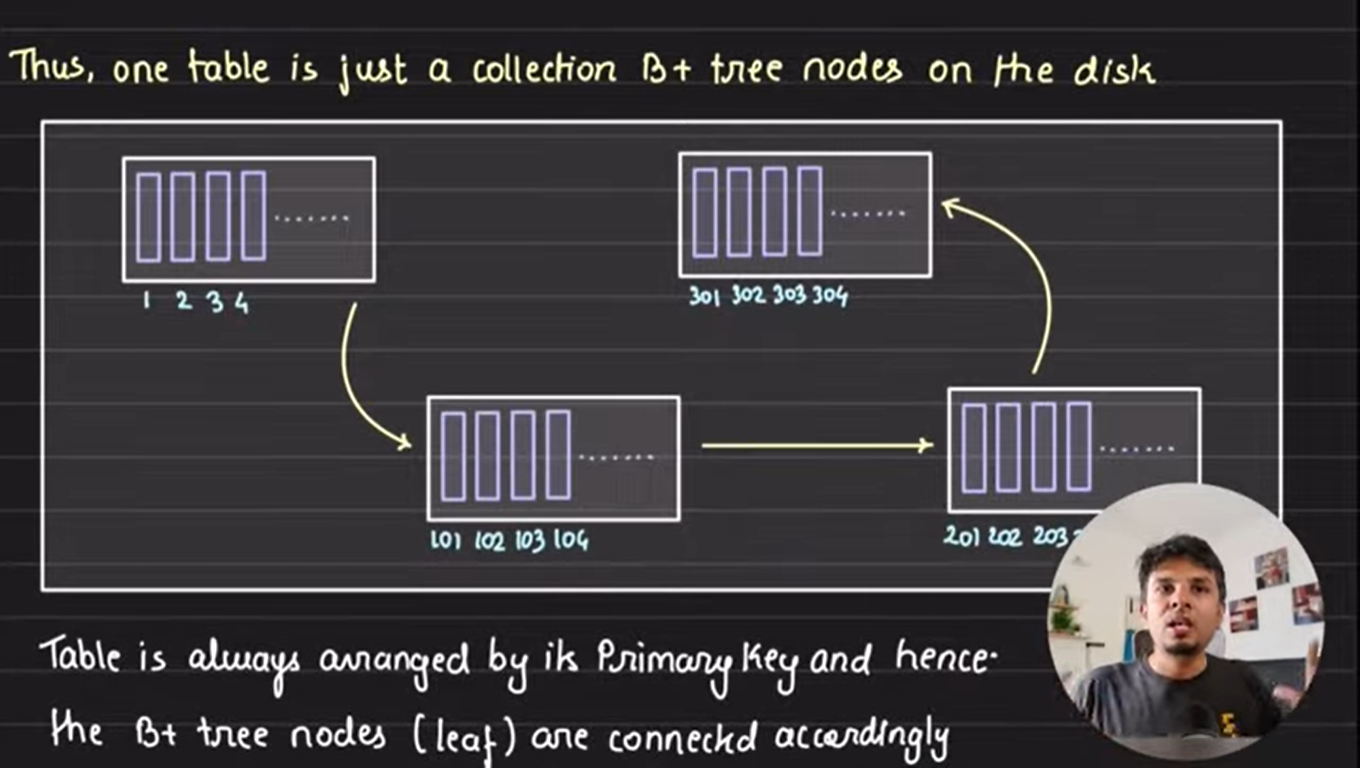 Thus, one table is just a collection B+ tree nodes on the disk
1 2 3 4
301 302 303 304
101 102 103 104
201 202 203
Table is always arranged by its Primary Key and hence
the B+ tree nodes (leaf) are connected accordingly